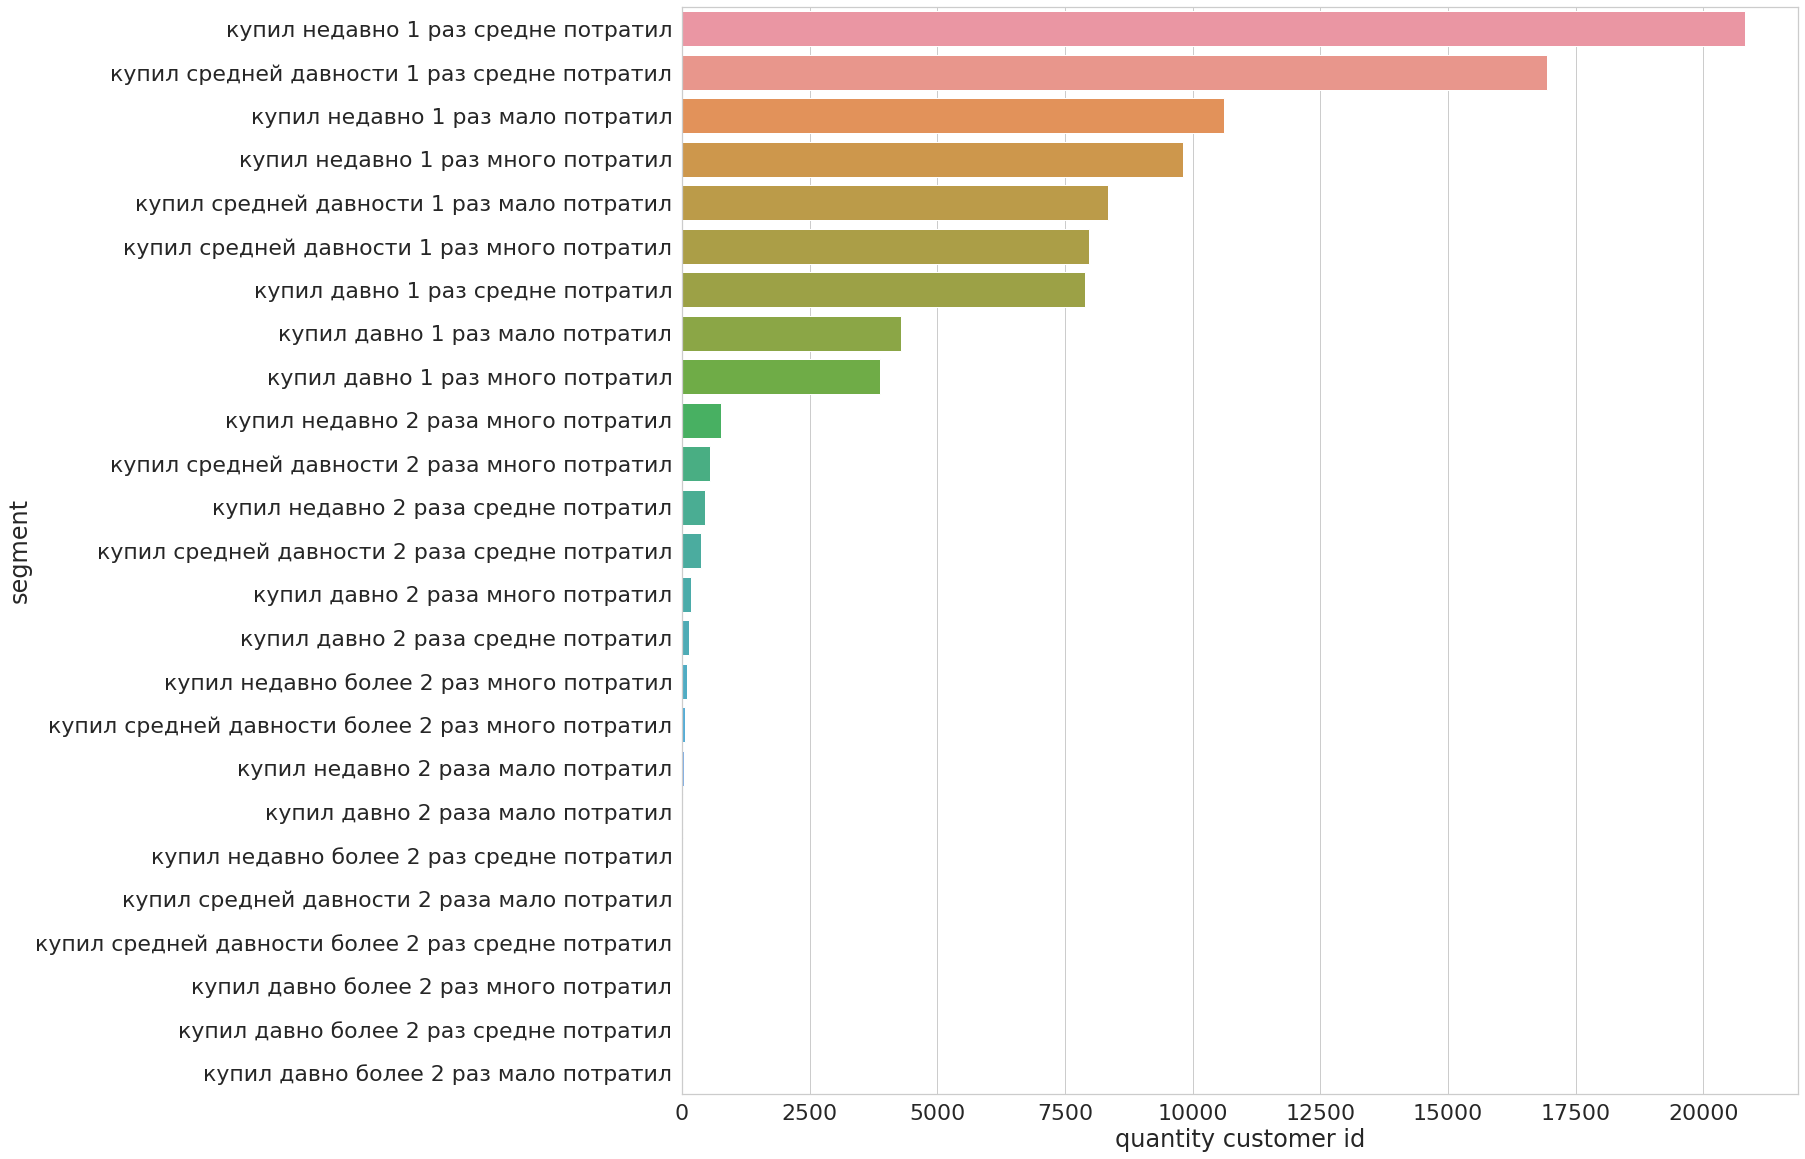 купил недавно 1 раз средне потратил
купил средней давности 1 раз средне потратил
купил недавно 1 раз мало потратил
купил недавно 1 раз много потратил
купил средней давности 1 раз мало потратил
купил средней давности 1 раз много потратил
купил давно 1 раз средне потратил
купил давно 1 раз мало потратил
купил давно 1 раз много потратил
купил недавно 2 раза много потратил
купил средней давности 2 раза много потратил
купил недавно 2 раза средне потратил
купил средней давности 2 раза средне потратил
купил давно 2 раза много потратил
купил давно 2 раза средне потратил
купил недавно более 2 раз много потратил
купил средней давности более 2 раз много потратил
купил недавно 2 раза мало потратил
купил давно 2 раза мало потратил
купил недавно более 2 раз средне потратил
купил средней давности 2 раза мало потратил
купил средней давности более 2 раз средне потратил
купил давно более 2 раз много потратил
купил давно более 2 раз средне потратил
купил давно более 2 раз мало потратил
segment
0 2500 5000 7500 10000 12500 15000 17500 20000
quantity customer id